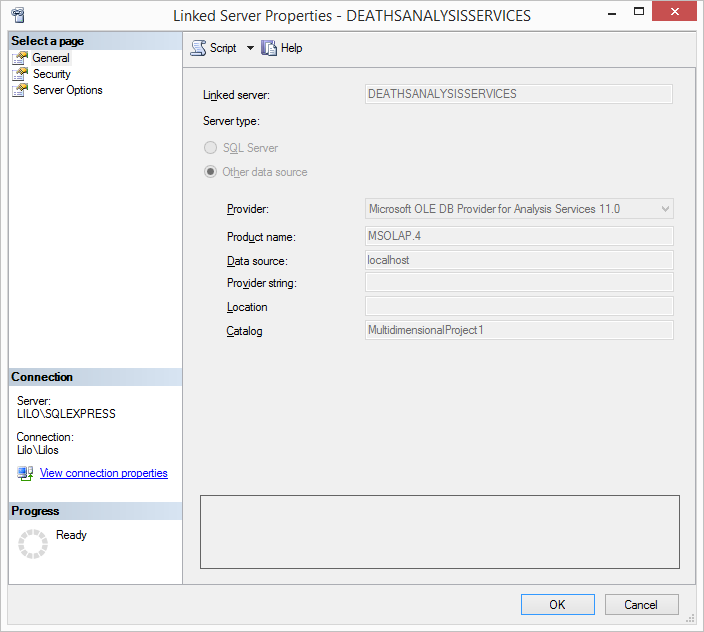 Linked Server Properties - DEATHSANALYSISSERVICES
Select a page
General
Security
Server Options
Script
Help
Linked server: DEATHSANALYSISSERVICES
Server type:
SQL Server
Other data source
Provider: Microsoft OLE DB Provider for Analysis Services 11.0
Product name: MSOLAP.4
Data source: localhost
Provider string:
Location
Catalog MultidimensionalProject1
Connection
Server:
LILO\SQLEXPRESS
Connection:
Lilo\Lilos
View connection properties
Progress
Ready
OK
Cancel